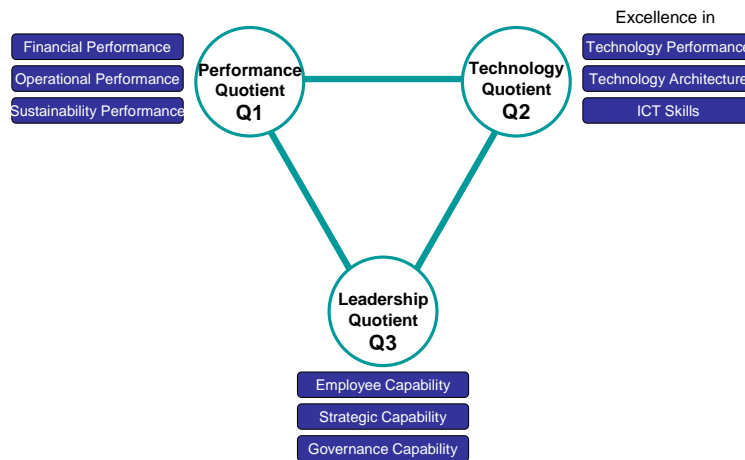 Excellence in
Financial Performance
Operational Performance
Sustainability Performance
Performance
Quotient
Q1
Technology
Quotient
Q2
Technology Performance
Technology Architecture
ICT Skills
Leadership
Quotient
Q3
Employee Capability
Strategic Capability
Governance Capability